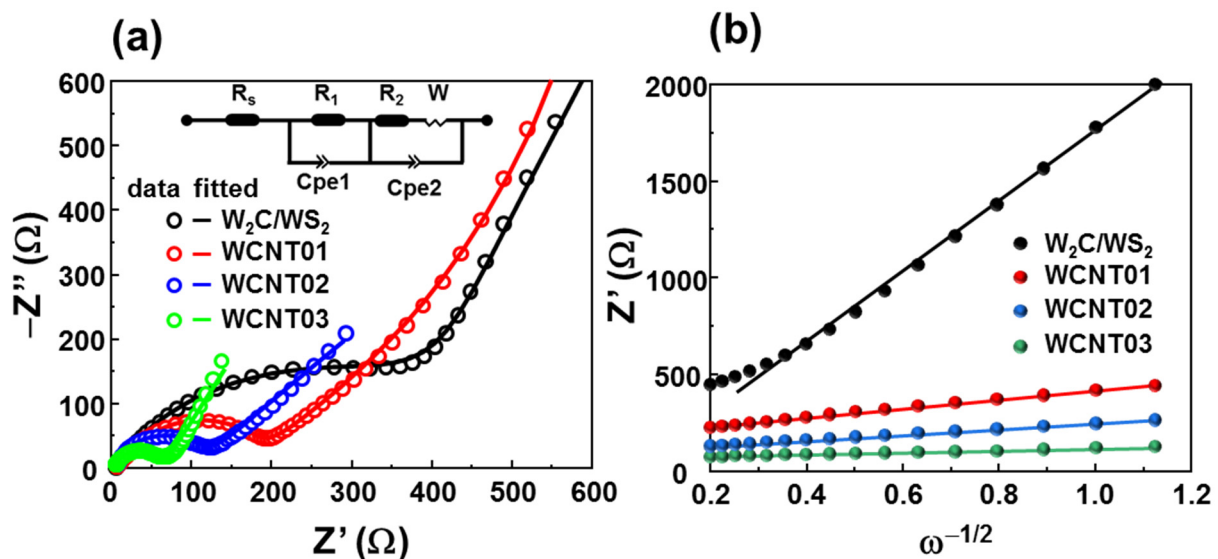 (a)
600
500
400
300
200
100
0
−Z'' (Ω)
Rs R1 R2 W
Cpe1 Cpe2
data fitted
W2C/WS2
WCNT01
WCNT02
WCNT03
0 100 200 300 400 500 600
Z' (Ω)
(b)
2000
1500
1000
500
0
Z' (Ω)
W2C/WS2
WCNT01
WCNT02
WCNT03
0.2 0.4 0.6 0.8 1.0 1.2
ω−1/2